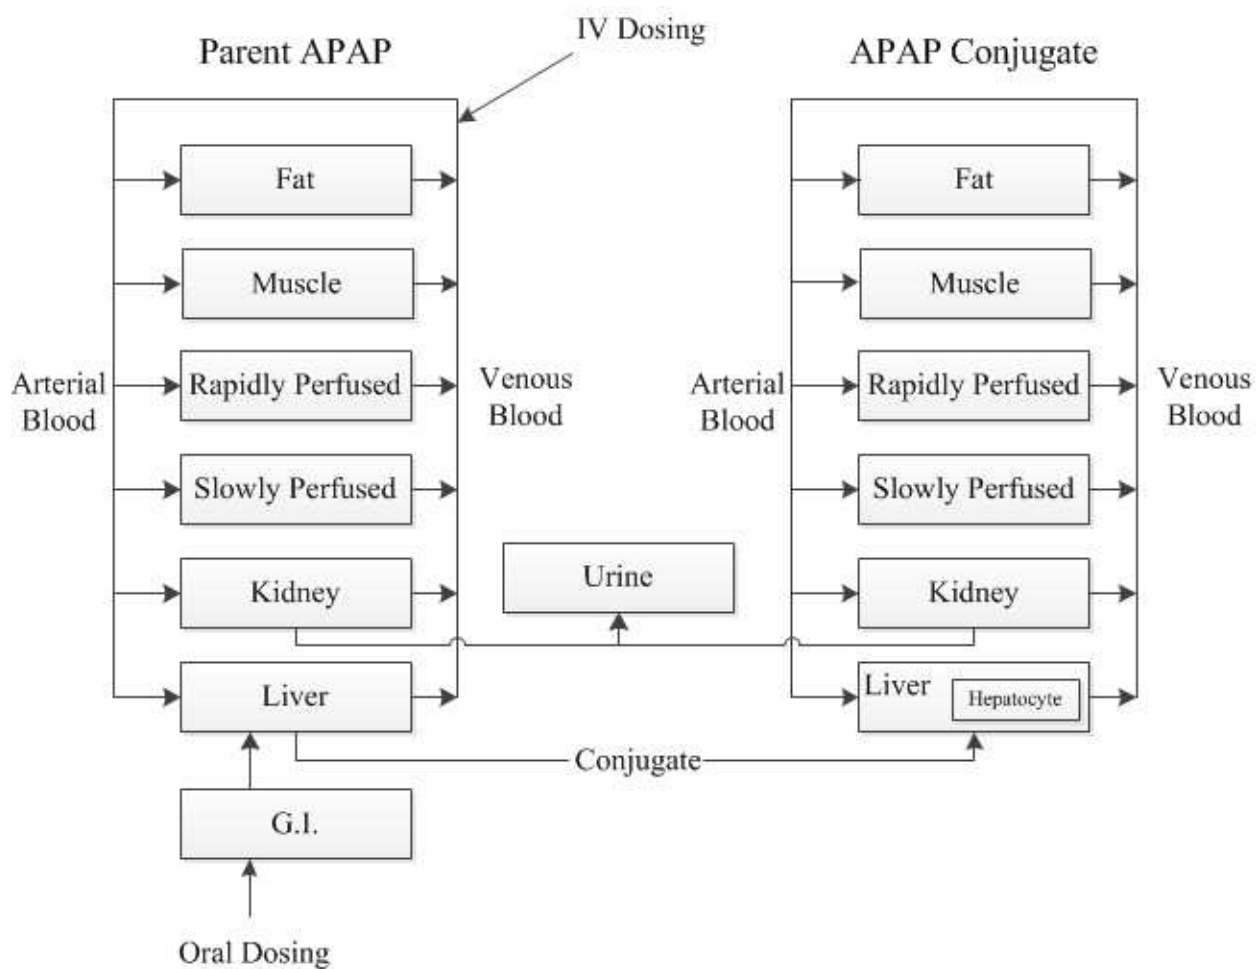 IV Dosing
Parent APAP
APAP Conjugate
Fat
Fat
Muscle
Muscle
Arterial
Blood
Rapidly Perfused
Venous
Blood
Arterial
Blood
Rapidly Perfused
Venous
Blood
Slowly Perfused
Slowly Perfused
Urine
Kidney
Kidney
Liver
Liver
Hepatocyte
Conjugate
G.I.
Oral Dosing